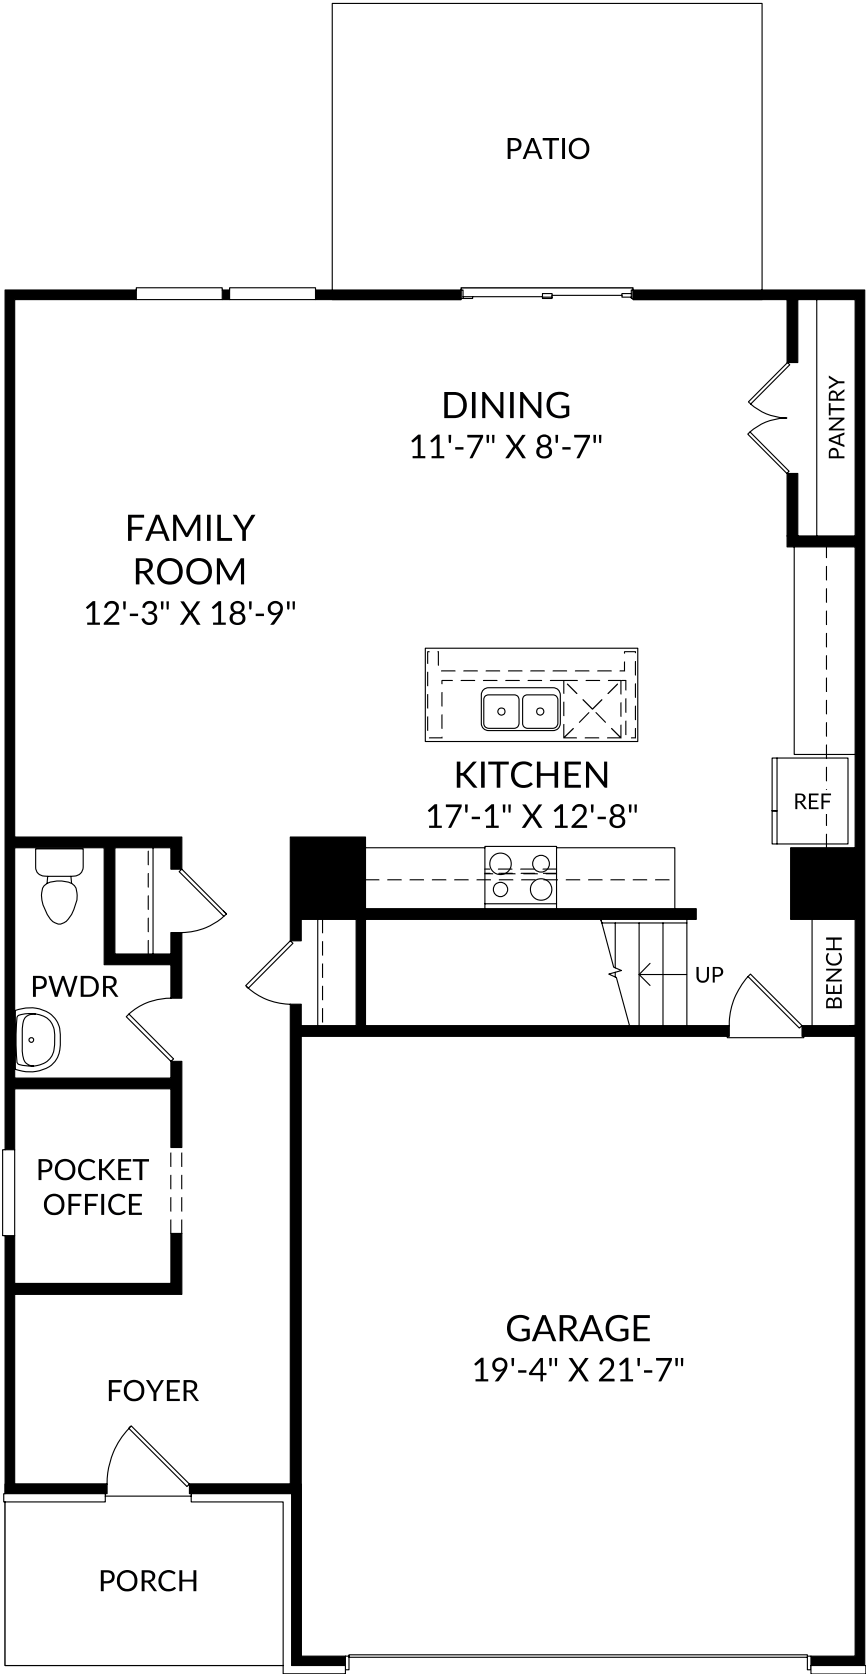 PATIO
DINING
11'-7" X 8'-7"
PANTRY
FAMILY
ROOM
12'-3" X 18'-9"
KITCHEN
17'-1" X 12'-8"
REF
PWDR
UP
BENCH
POCKET
OFFICE
GARAGE
19'-4" X 21'-7"
FOYER
PORCH